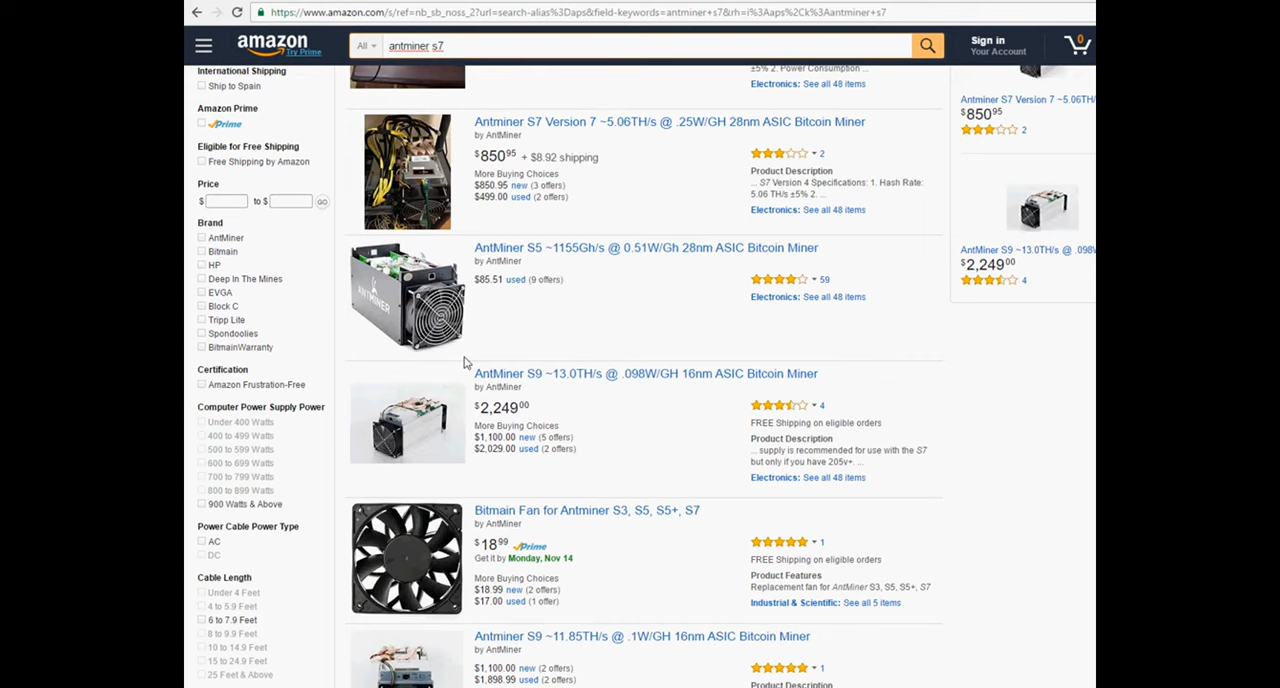 https://www.amazon.com/s/ref=nb_sb_noss_2?url=search-alias%3Daps&field-keywords=antminer+s7&rh=i%3Aaps%2Ck%3Aantminer+s7
amazon
Try Prime
All
antminer s7
Sign in
Your Account
0
International Shipping
Ship to Spain
Amazon Prime
Prime
Eligible for Free Shipping
Free Shipping by Amazon
Price
$ to $ GO
Brand
AntMiner
Bitmain
HP
Deep In The Mines
EVGA
Block C
Tripp Lite
Spondoolies
BitmainWarranty
Certification
Amazon Frustration-Free
Computer Power Supply Power
Under 400 Watts
400 to 499 Watts
500 to 599 Watts
600 to 699 Watts
700 to 799 Watts
800 to 899 Watts
900 Watts & Above
Power Cable Power Type
AC
DC
Cable Length
Under 4 Feet
4 to 5.9 Feet
6 to 7.9 Feet
8 to 9.9 Feet
10 to 14.9 Feet
15 to 24.9 Feet
25 Feet & Above
±5% 2. Power Consumption ...
Electronics: See all 48 items
Antminer S7 Version 7 ~5.06TH/s @ .25W/GH 28nm ASIC Bitcoin Miner
by AntMiner
$850.95 + $8.92 shipping
More Buying Choices
$850.95 new (3 offers)
$499.00 used (2 offers)
2
Product Description
... S7 Version 4 Specifications: 1. Hash Rate:
5.06 TH/s ±5% 2. ...
Electronics: See all 48 items
AntMiner S5 ~1155Gh/s @ 0.51W/Gh 28nm ASIC Bitcoin Miner
by AntMiner
$85.51 used (9 offers)
59
Electronics: See all 48 items
ANTMINER
AntMiner S9 ~13.0TH/s @ .098W/GH 16nm ASIC Bitcoin Miner
by AntMiner
$2,249.00
More Buying Choices
$1,100.00 new (5 offers)
$2,029.00 used (2 offers)
4
FREE Shipping on eligible orders
Product Description
... supply is recommended for use with the S7
but only if you have 205v+. ...
Electronics: See all 48 items
Bitmain Fan for Antminer S3, S5, S5+, S7
by AntMiner
$18.99 Prime
Get it by Monday, Nov 14
More Buying Choices
$18.99 new (2 offers)
$17.00 used (1 offer)
1
FREE Shipping on eligible orders
Product Features
Replacement fan for AntMiner S3, S5, S5+, S7
Industrial & Scientific: See all 5 items
Antminer S9 ~11.85TH/s @ .1W/GH 16nm ASIC Bitcoin Miner
by AntMiner
$1,100.00 new (2 offers)
$1,898.99 used (2 offers)
1
Product Description
Antminer S7 Version 7 ~5.06TH/
$850.95
2
AntMiner S9 ~13.0TH/s @ .098W
$2,249.00
4